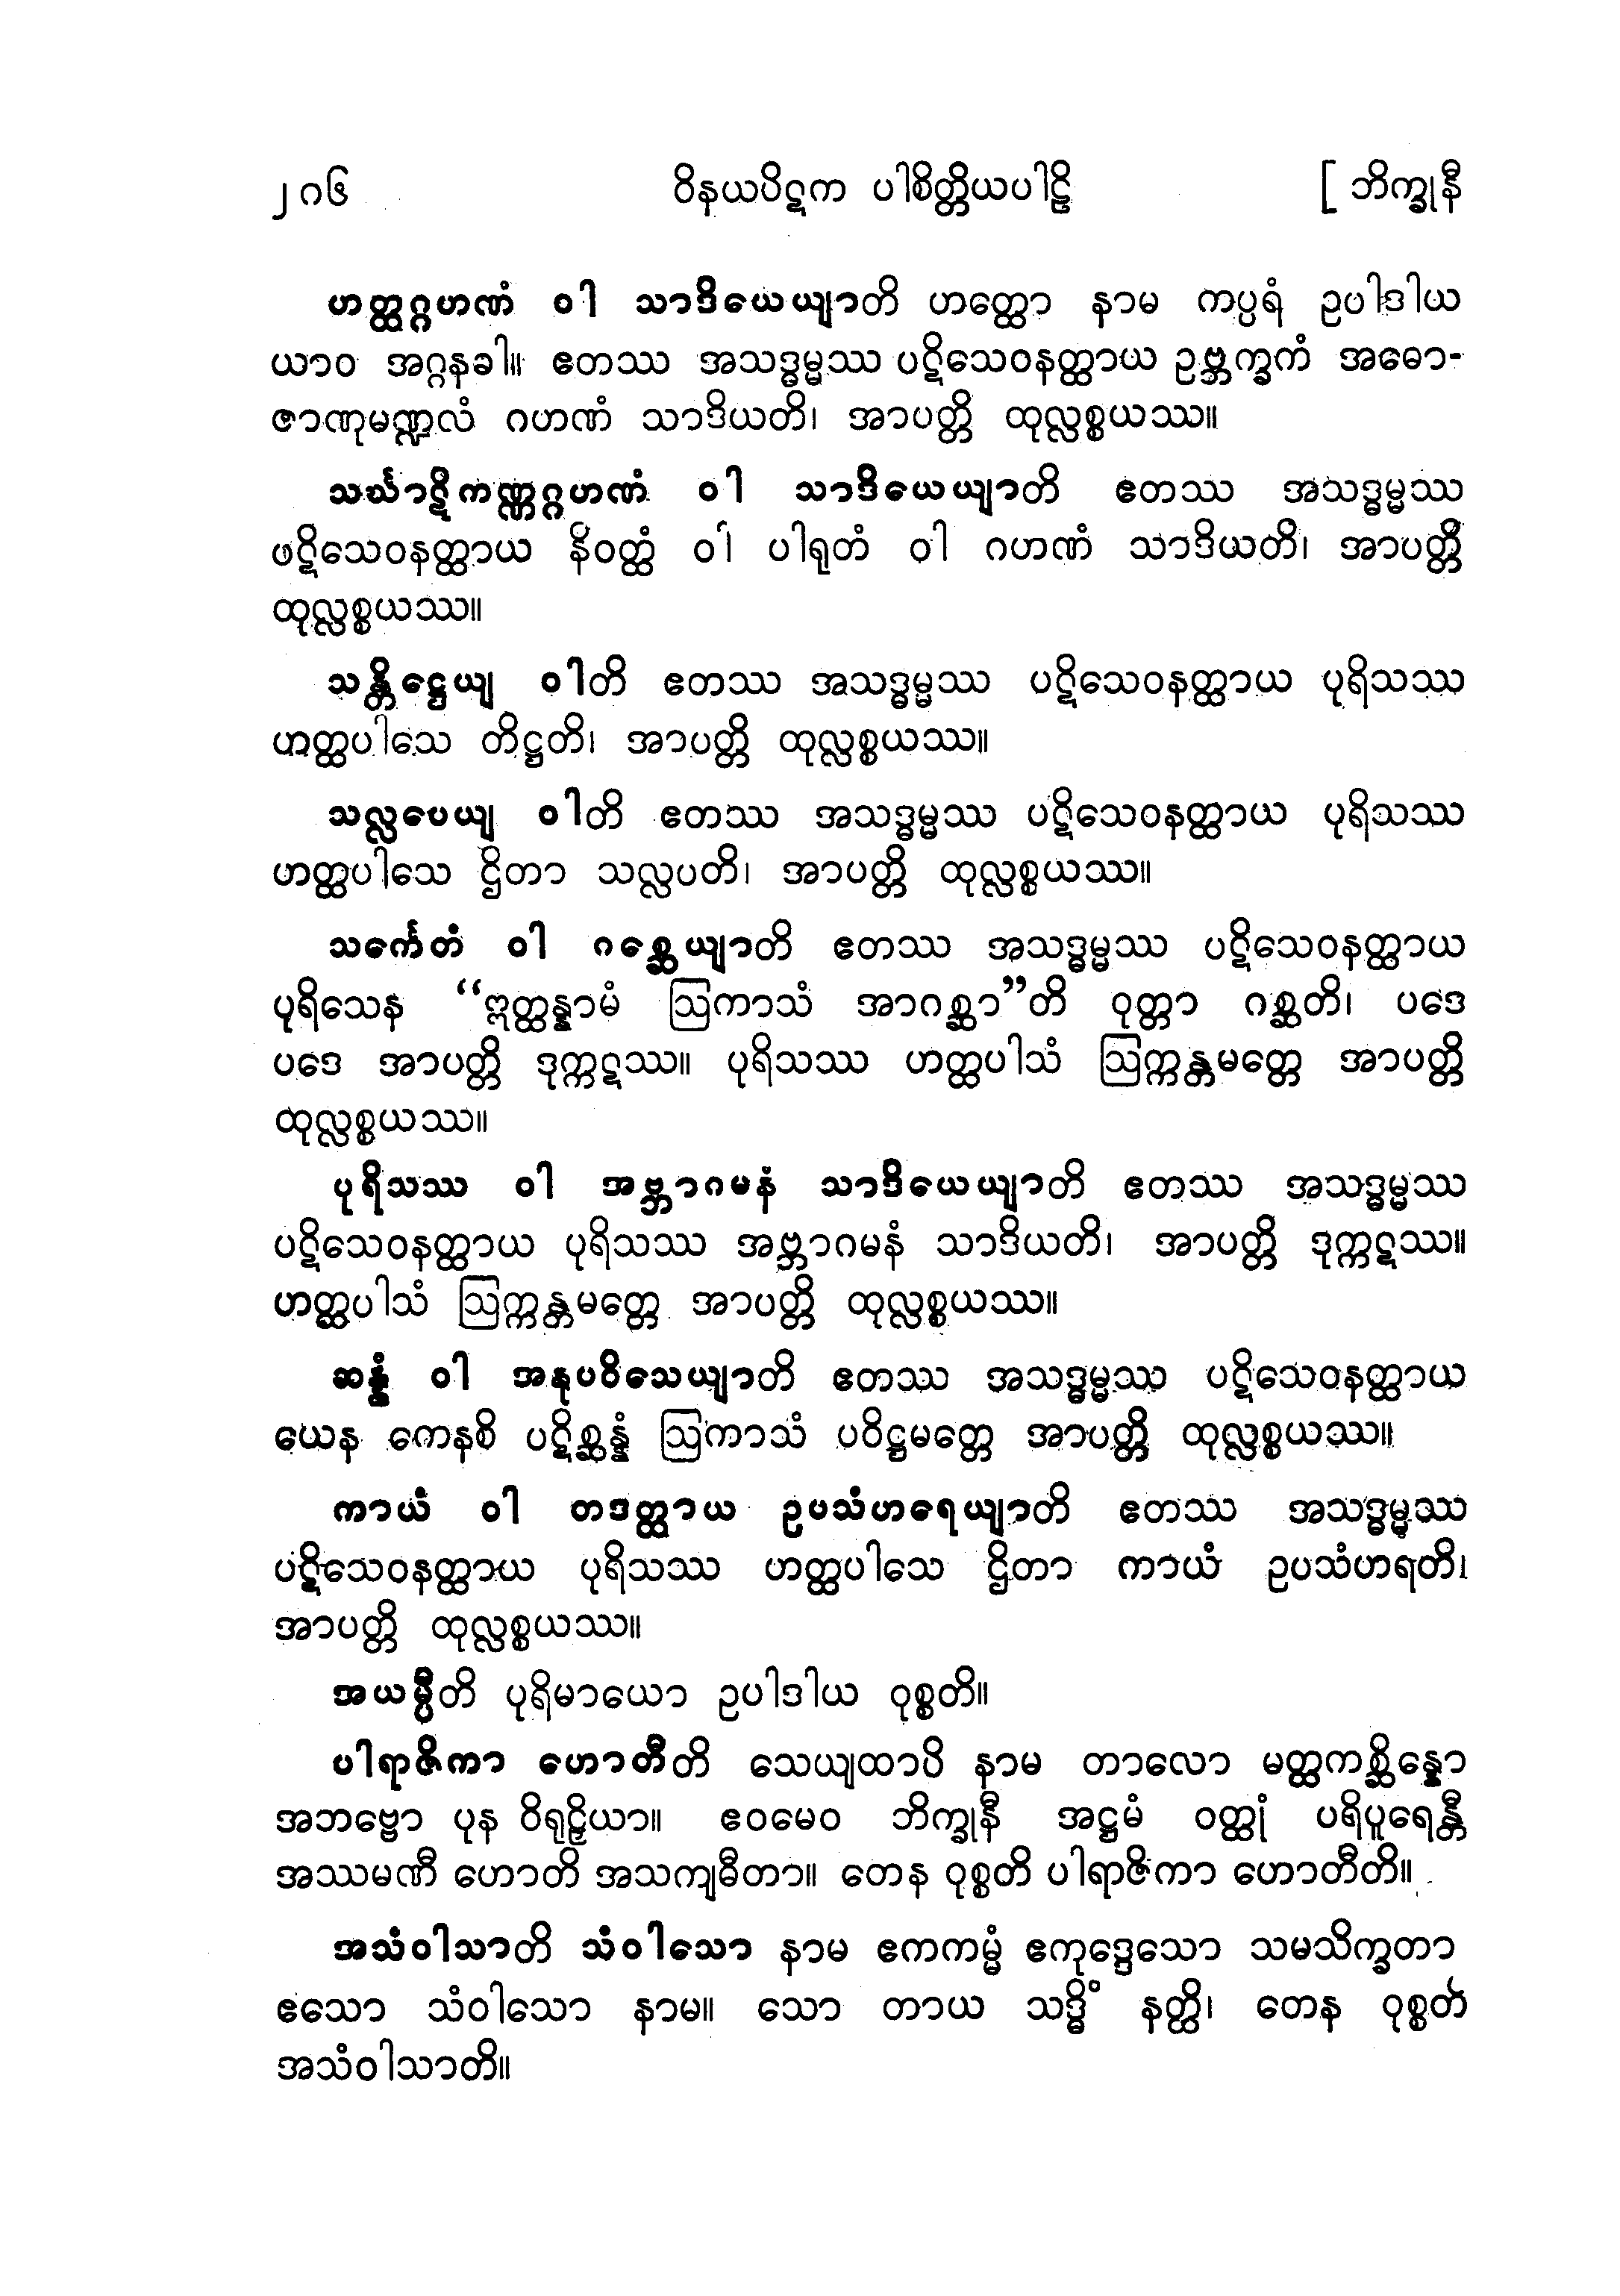 ၂၈၆ ဝိနယပိဋက ပါစိတ္တိယပါဠိ [ ဘိက္ခုနီ
ဟတ္ထဂ္ဂဟဏံ ဝါ သာဒိယေယျာတိ ဟတ္ထော နာမ ကပ္ပရံ ဥပါဒါယ
ယာဝ အဂ္ဂနခါ။ ဧတဿ အသဒ္ဓမ္မဿ ပဋိသေဝနတ္ထာယ ဥဗ္ဘက္ခကံ အဓော-
ဇာဏုမဏ္ဍလံ ဂဟဏံ သာဒိယတိ၊ အာပတ္တိ ထုလ္လစ္စယဿ။
သင်္ဃာဋိကဏ္ဏဂ္ဂဟဏံ ဝါ သာဒိယေယျာတိ ဧတဿ အသဒ္ဓမ္မဿ
ပဋိသေဝနတ္ထာယ နိဝတ္ထံ ဝါ ပါရုတံ ဝါ ဂဟဏံ သာဒိယတိ၊ အာပတ္တိ
ထုလ္လစ္စယဿ။
သန္တိဋ္ဌေယျ ဝါတိ ဧတဿ အသဒ္ဓမ္မဿ ပဋိသေဝနတ္ထာယ ပုရိသဿ
ဟတ္ထပါသေ တိဋ္ဌတိ၊ အာပတ္တိ ထုလ္လစ္စယဿ။
သလ္လပေယျ ဝါတိ ဧတဿ အသဒ္ဓမ္မဿ ပဋိသေဝနတ္ထာယ ပုရိသဿ
ဟတ္ထပါသေ ဌိတာ သလ္လပတိ၊ အာပတ္တိ ထုလ္လစ္စယဿ။
သင်္ကေတံ ဝါ ဂစ္ဆေယျာတိ ဧတဿ အသဒ္ဓမ္မဿ ပဋိသေဝနတ္ထာယ
ပုရိသေန “ဣတ္ထန္နာမံ ဩကာသံ အာဂစ္ဆာ”တိ ဝုတ္တာ ဂစ္ဆတိ၊ ပဒေ
ပဒေ အာပတ္တိ ဒုက္ကဋဿ။ ပုရိသဿ ဟတ္ထပါသံ ဩက္ကန္တမတ္တေ အာပတ္တိ
ထုလ္လစ္စယဿ။
ပုရိသဿ ဝါ အဗ္ဘာဂမနံ သာဒိယေယျာတိ ဧတဿ အသဒ္ဓမ္မဿ
ပဋိသေဝနတ္ထာယ ပုရိသဿ အဗ္ဘာဂမနံ သာဒိယတိ၊ အာပတ္တိ ဒုက္ကဋဿ။
ဟတ္ထပါသံ ဩက္ကန္တမတ္တေ အာပတ္တိ ထုလ္လစ္စယဿ။
ဆန္နံ ဝါ အနုပဝိသေယျာတိ ဧတဿ အသဒ္ဓမ္မဿ ပဋိသေဝနတ္ထာယ
ယေန ကေနစိ ပဋိစ္ဆန္နံ ဩကာသံ ပဝိဋ္ဌမတ္တေ အာပတ္တိ ထုလ္လစ္စယဿ။
ကာယံ ဝါ တဒတ္ထာယ ဥပသံဟရေယျာတိ ဧတဿ အသဒ္ဓမ္မဿ
ပဋိသေဝနတ္ထာယ ပုရိသဿ ဟတ္ထပါသေ ဌိတာ ကာယံ ဥပသံဟရတိ၊
အာပတ္တိ ထုလ္လစ္စယဿ။
အယမ္ပီတိ ပုရိမာယော ဥပါဒါယ ဝုစ္စတိ။
ပါရာဇိကာ ဟောတီတိ သေယျထာပိ နာမ တာလော မတ္ထကစ္ဆိန္နော
အဘဗ္ဗော ပုန ဝိရုဠှိယာ။ ဧဝမေဝ ဘိက္ခုနီ အဋ္ဌမံ ဝတ္ထုံ ပရိပူရေန္တီ
အဿမဏီ ဟောတိ အသကျဓီတာ။ တေန ဝုစ္စတိ ပါရာဇိကာ ဟောတီတိ။
အသံဝါသာတိ သံဝါသော နာမ ဧကကမ္မံ ဧကုဒ္ဒေသော သမသိက္ခတာ
ဧသော သံဝါသော နာမ။ သော တာယ သဒ္ဓိံ နတ္ထိ၊ တေန ဝုစ္စတိ
အသံဝါသာတိ။